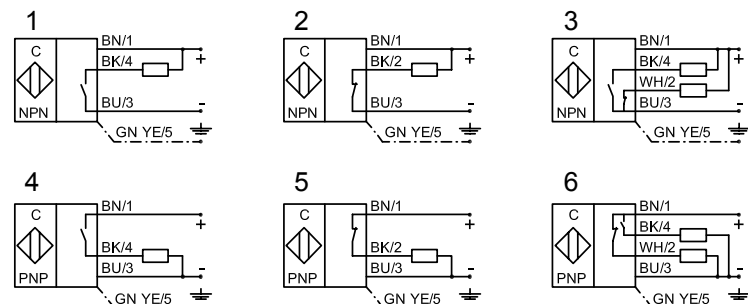 1
C
NPN
BN/1
BK/4
BU/3
GN YE/5
+
-
2
C
NPN
BN/1
BK/2
BU/3
GN YE/5
+
-
3
C
NPN
BN/1
BK/4
WH/2
BU/3
GN YE/5
+
-
4
C
PNP
BN/1
BK/4
BU/3
GN YE/5
+
-
5
C
PNP
BN/1
BK/2
BU/3
GN YE/5
+
-
6
C
PNP
BN/1
BK/4
WH/2
BU/3
GN YE/5
+
-